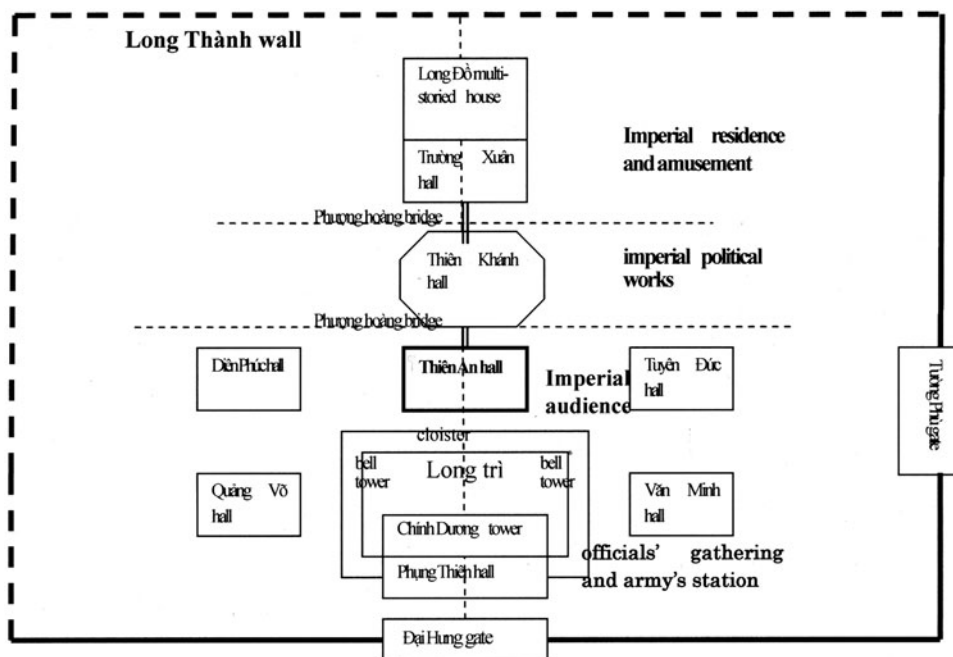 Long Thành wall
Long Đồ multi-
storied house
Trường Xuân
hall
Imperial residence
and amusement
Phượng hoàng bridge
Thiên Khánh
hall
imperial political
works
Phượng hoàng bridge
Diên Phúc hall
Thiên An hall
Imperial
audience
Tuyên Đức
hall
Tường Phù gate
cloister
bell
tower
Long trì
bell
tower
Quảng Võ
hall
Văn Minh
hall
Chính Dương tower
officials' gathering
and army's station
Phụng Thiên hall
Đại Hưng gate